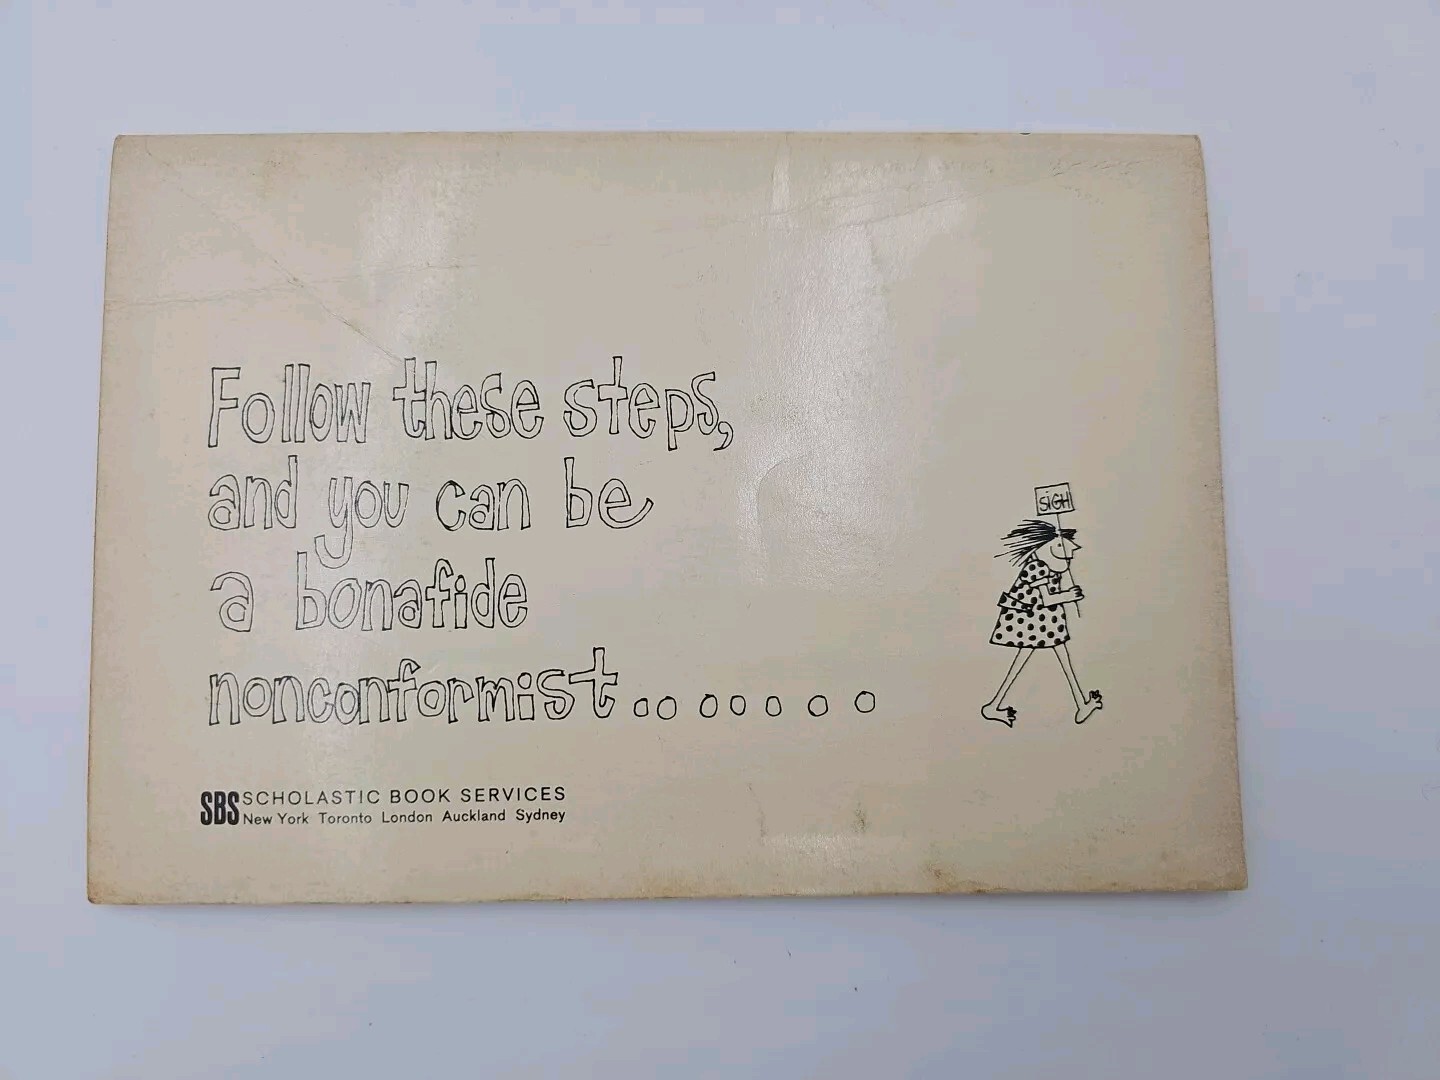 Follow these steps,
and you can be
a bonafide
nonconformist........
SIGH
SBS SCHOLASTIC BOOK SERVICES
New York Toronto London Auckland Sydney